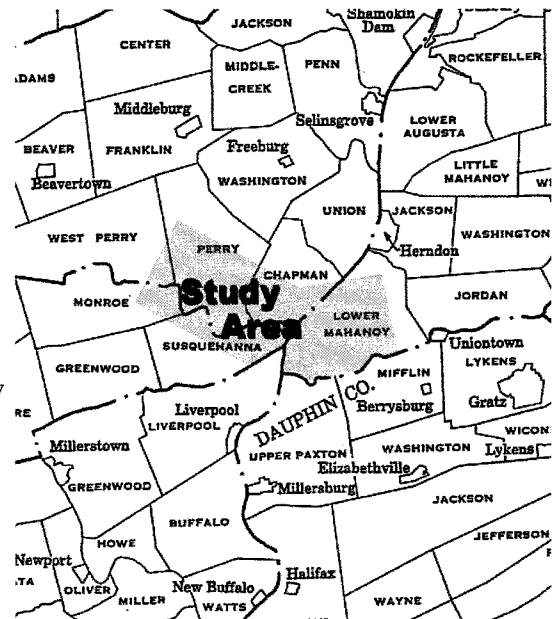 JACKSON
Shamokin
Dam
CENTER
ROCKEFELLER
MIDDLE-
CREEK
PENN
Middleburg
Selinsgrove
LOWER
AUGUSTA
BEAVER
FRANKLIN
Freeburg
LITTLE
MAHANOY
Beavertown
WASHINGTON
UNION
JACKSON
WEST PERRY
PERRY
WASHINGTON
Herndon
CHAPMAN
MONROE
Study
Area
JORDAN
LOWER
MAHANOY
SUSQUEHANNA
Uniontown
GREENWOOD
MIFFLIN
LYKENS
Berrysburg
Gratz
Liverpool
LIVERPOOL
DAUPHIN CO.
Millerstown
UPPER PAXTON
WASHINGTON
Lykens
Elizabethville
GREENWOOD
Millersburg
JACKSON
BUFFALO
HOWE
JEFFERSON
Newport
OLIVER
MILLER
New Buffalo
WATTS
Halifax
WAYNE